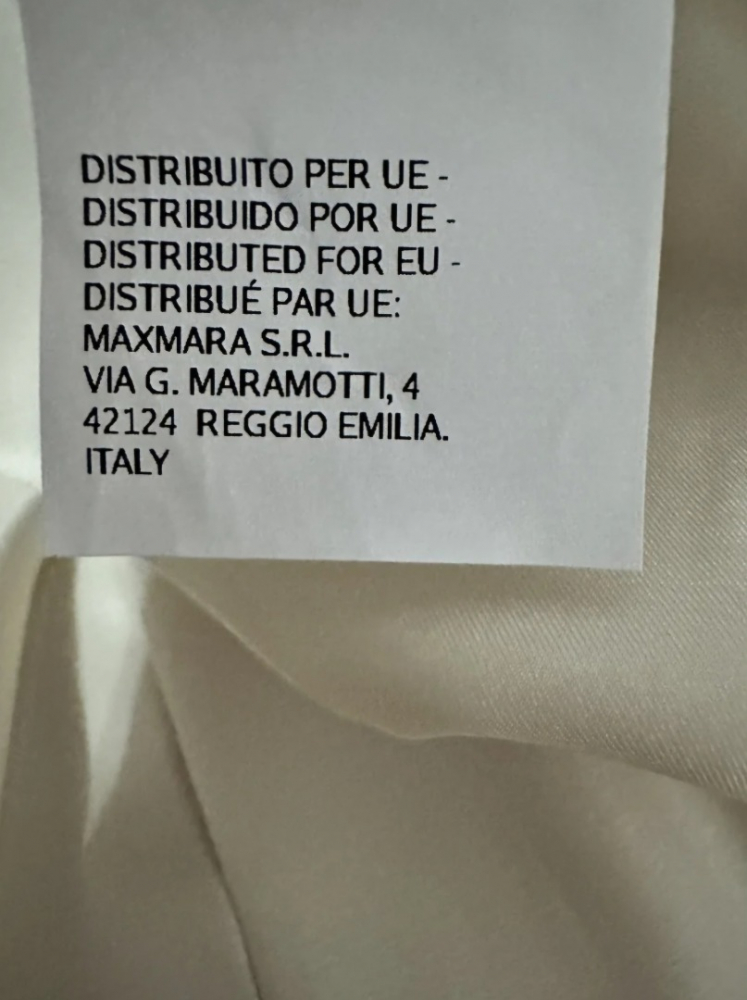 DISTRIBUITO PER UE -
DISTRIBUIDO POR UE -
DISTRIBUTED FOR EU -
DISTRIBUÉ PAR UE:
MAXMARA S.R.L.
VIA G. MARAMOTTI, 4
42124 REGGIO EMILIA.
ITALY